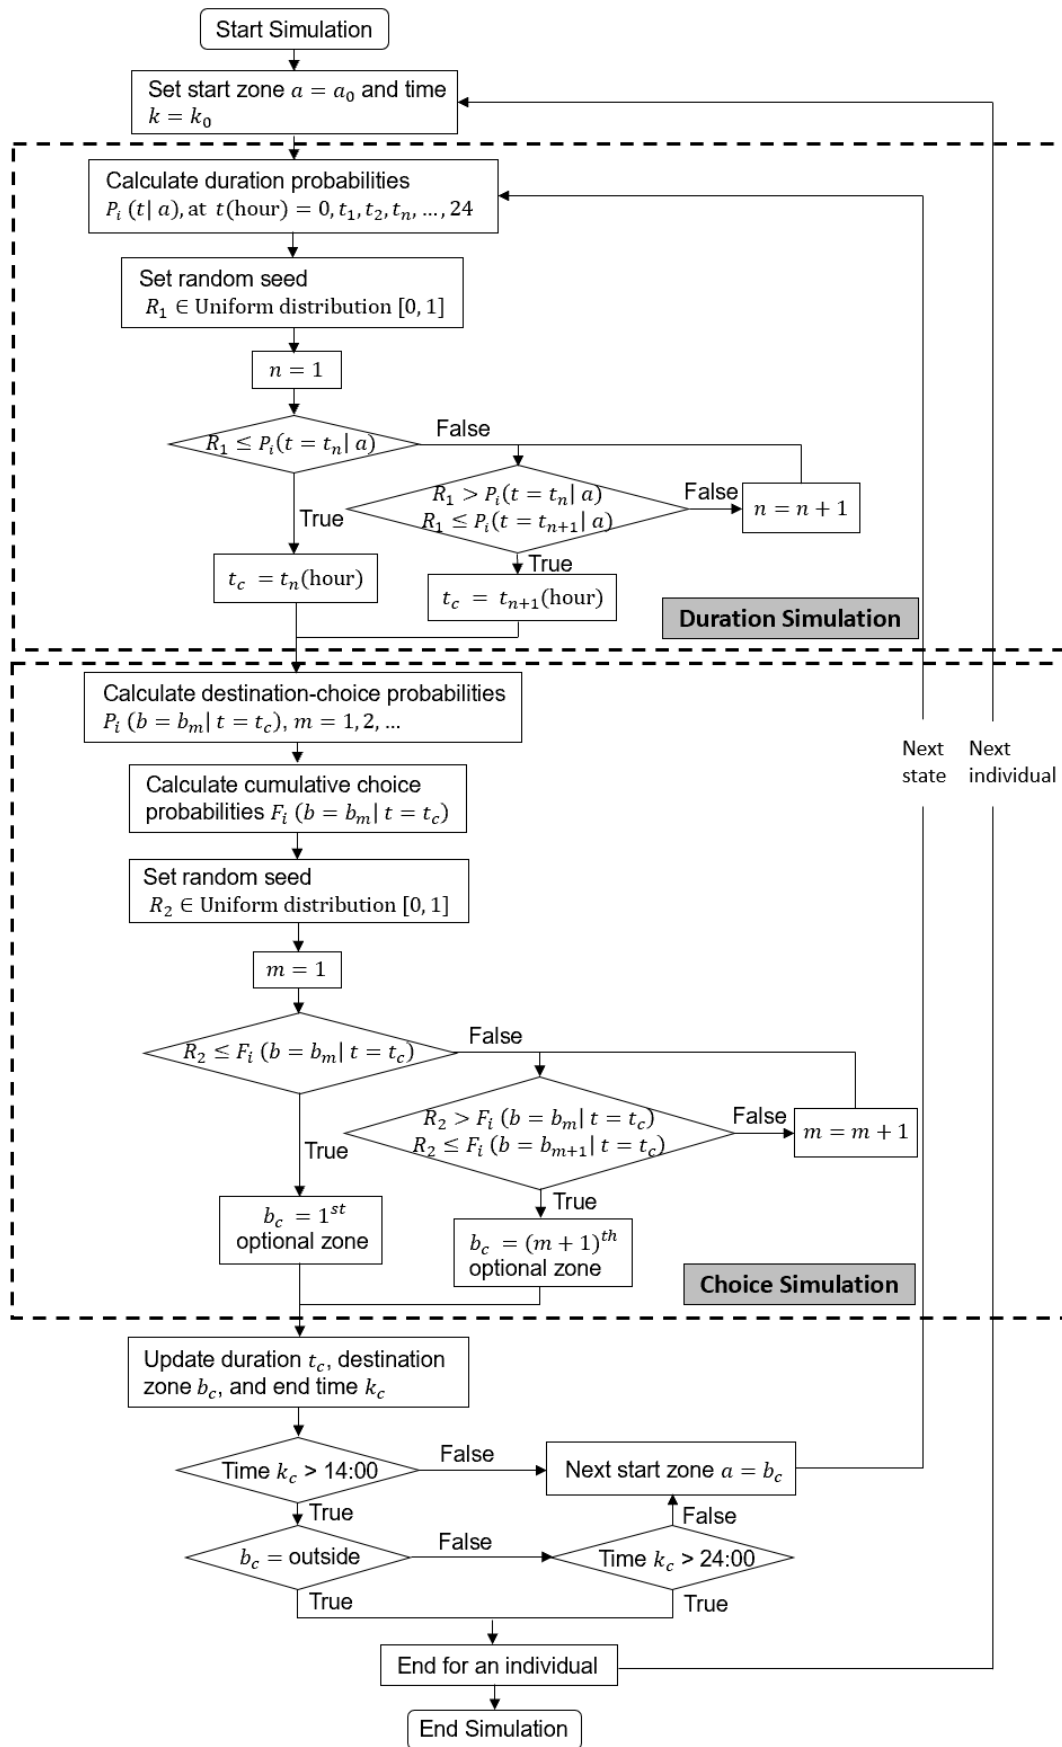 Start Simulation
Set start zone a = a₀ and time
k = k₀
Calculate duration probabilities
Pᵢ (t| a), at t(hour) = 0, t₁, t₂, tₙ, …, 24
Set random seed
R₁ ∈ Uniform distribution [0, 1]
n = 1
R₁ ≤ Pᵢ(t = tₙ| a)
False
R₁ > Pᵢ(t = tₙ| a)
R₁ ≤ Pᵢ(t = tₙ₊₁| a)
False
n = n + 1
True
True
t_c = tₙ(hour)
t_c = tₙ₊₁(hour)
Duration Simulation
Calculate destination-choice probabilities
Pᵢ (b = bₘ| t = t_c), m = 1, 2, …
Next
state
Next
individual
Calculate cumulative choice
probabilities Fᵢ (b = bₘ| t = t_c)
Set random seed
R₂ ∈ Uniform distribution [0, 1]
m = 1
R₂ ≤ Fᵢ (b = bₘ| t = t_c)
False
R₂ > Fᵢ (b = bₘ| t = t_c)
R₂ ≤ Fᵢ (b = bₘ₊₁| t = t_c)
False
m = m + 1
True
True
b_c = 1ˢᵗ
optional zone
b_c = (m + 1)ᵗʰ
optional zone
Choice Simulation
Update duration t_c, destination
zone b_c, and end time k_c
Time k_c > 14:00
False
Next start zone a = b_c
True
False
b_c = outside
False
Time k_c > 24:00
True
True
End for an individual
End Simulation